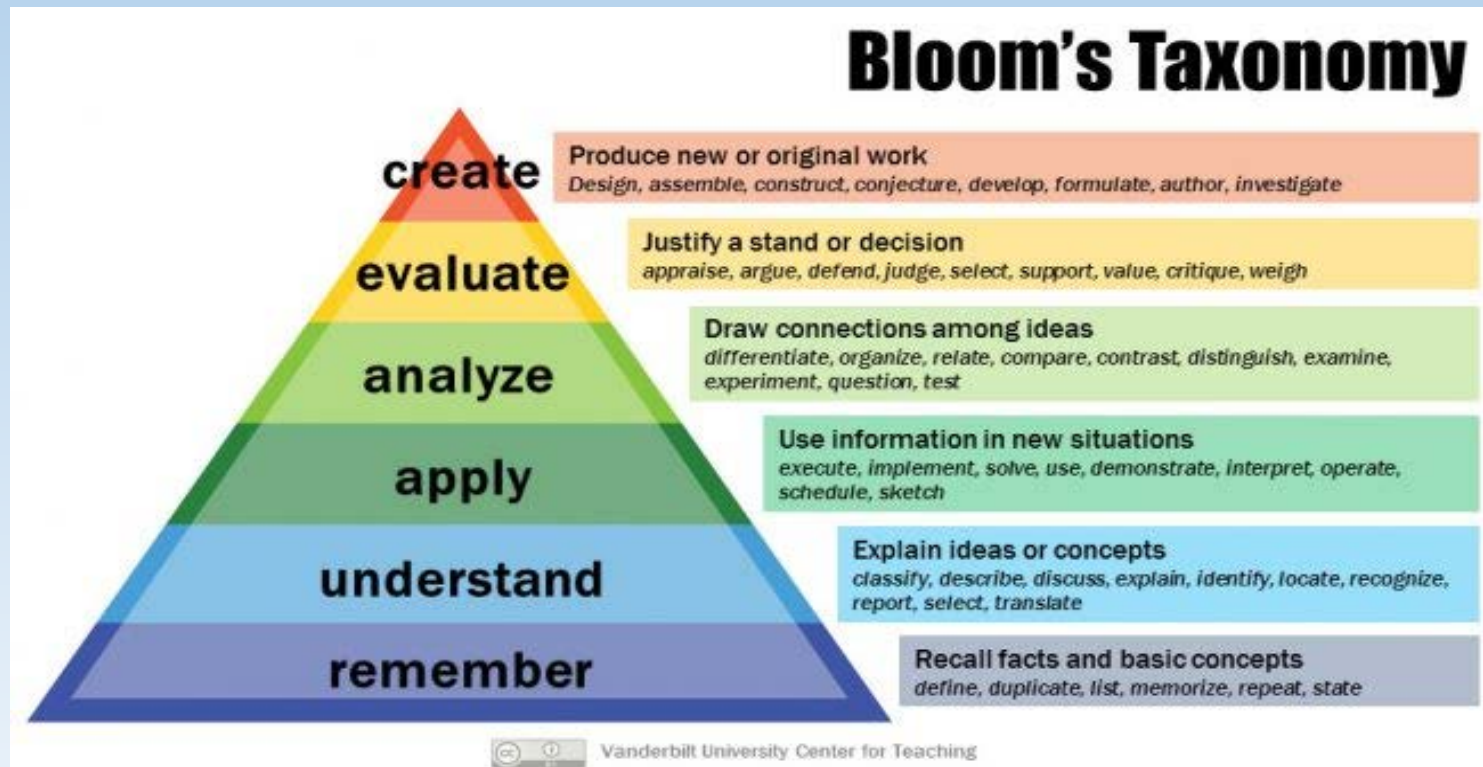 Bloom's Taxonomy
create
Produce new or original work
Design, assemble, construct, conjecture, develop, formulate, author, investigate
evaluate
Justify a stand or decision
appraise, argue, defend, judge, select, support, value, critique, weigh
analyze
Draw connections among ideas
differentiate, organize, relate, compare, contrast, distinguish, examine,
experiment, question, test
apply
Use information in new situations
execute, implement, solve, use, demonstrate, interpret, operate,
schedule, sketch
understand
Explain ideas or concepts
classify, describe, discuss, explain, identify, locate, recognize,
report, select, translate
remember
Recall facts and basic concepts
define, duplicate, list, memorize, repeat, state
cc
Vanderbilt University Center for Teaching